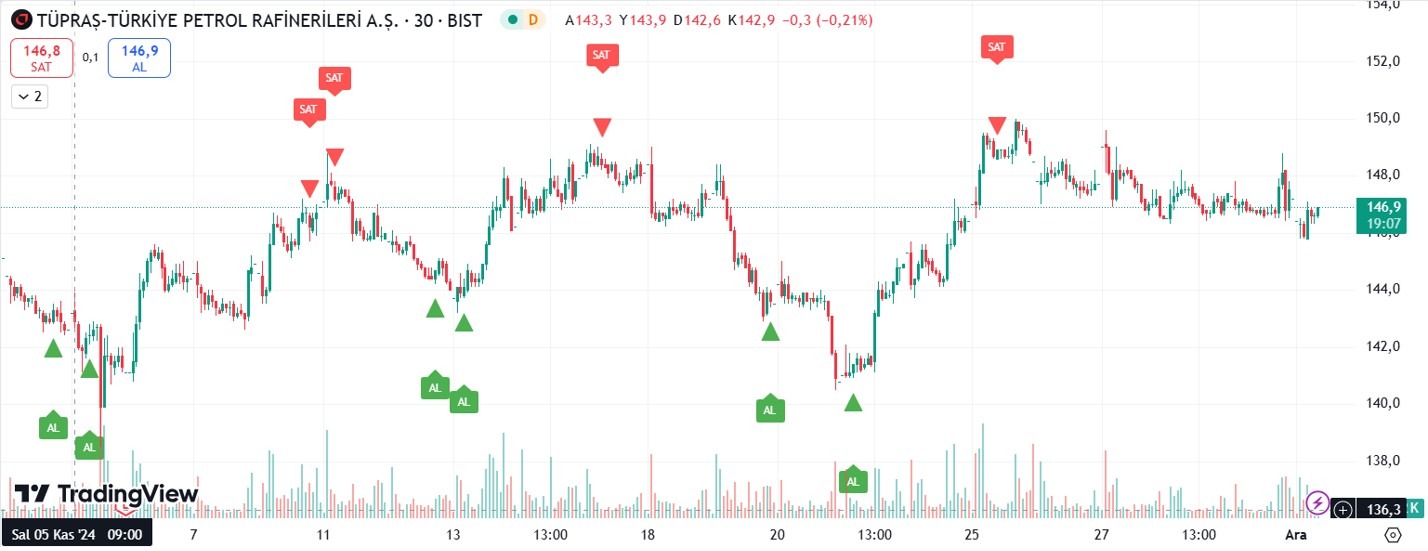 TÜPRAŞ-TÜRKİYE PETROL RAFİNERİLERİ A.Ş. · 30 · BIST D A143,3 Y143,9 D142,6 K142,9 −0,3 (−0,21%)
146,8 SAT
0,1
146,9 AL
2
154,0
152,0
150,0
148,0
146,9
19:07
146,0
144,0
142,0
140,0
138,0
136,3 K
SAT
SAT
SAT
SAT
AL
AL
AL
AL
AL
AL
TradingView
Sal 05 Kas '24 09:00 7 11 13 13:00 18 20 13:00 25 27 13:00 Ara